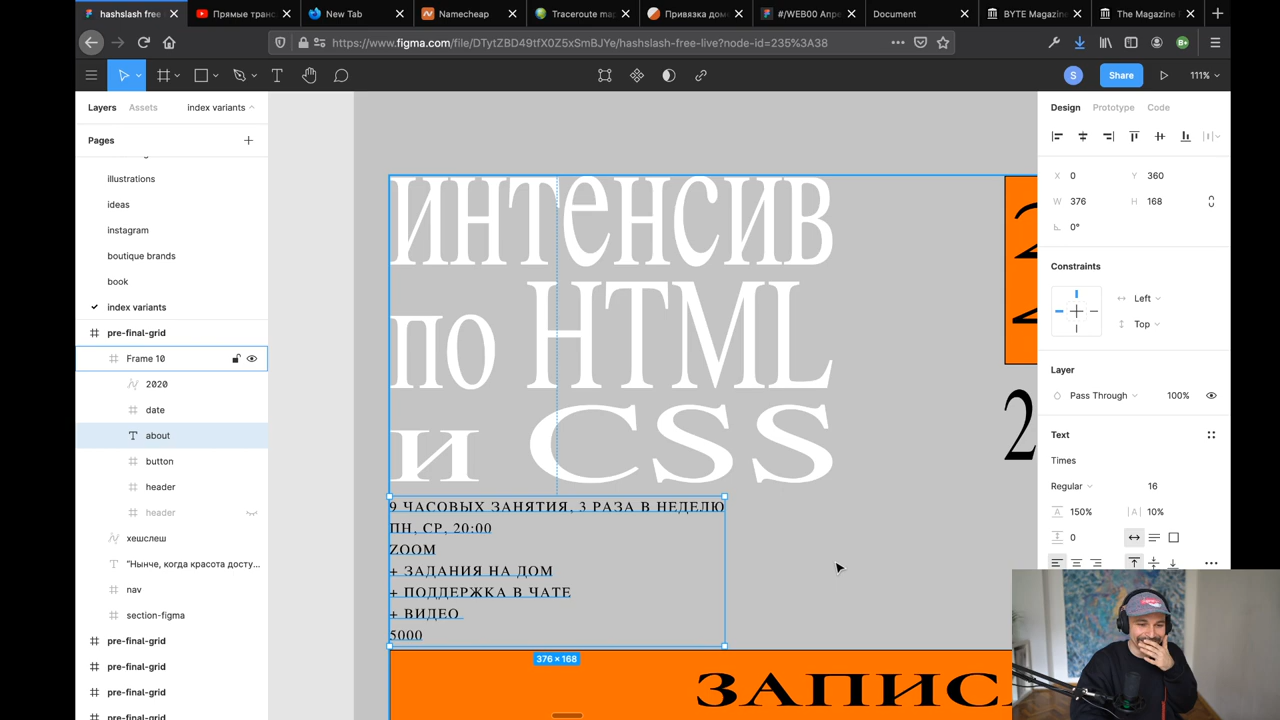 hashslash free
Прямые транс
New Tab
Namecheap
Traceroute ma
Привязка дом
#/WEB00 Апре
Document
BYTE Magazine
The Magazine
https://www.figma.com/file/DTytZBD49tfX0Z5xSmBJYe/hashslash-free-live?node-id=235%3A38
S
Share
111%
Layers
Assets
index variants
Pages
illustrations
ideas
instagram
boutique brands
book
index variants
pre-final-grid
Frame 10
2020
date
about
button
header
header
хешслеш
"Нынче, когда красота досту...
nav
section-figma
pre-final-grid
pre-final-grid
pre-final-grid
pre-final-grid
интенсив
по HTML
и CSS
9 ЧАСОВЫХ ЗАНЯТИЯ, 3 РАЗА В НЕДЕЛЮ
ПН, СР, 20:00
ZOOM
+ ЗАДАНИЯ НА ДОМ
+ ПОДДЕРЖКА В ЧАТЕ
+ ВИДЕО
5000
376 × 168
ЗАПИС
2
Design
Prototype
Code
X 0 Y 360
W 376 H 168
0°
Constraints
Left
Top
Layer
Pass Through 100%
Text
Times
Regular 16
150% 10%
0